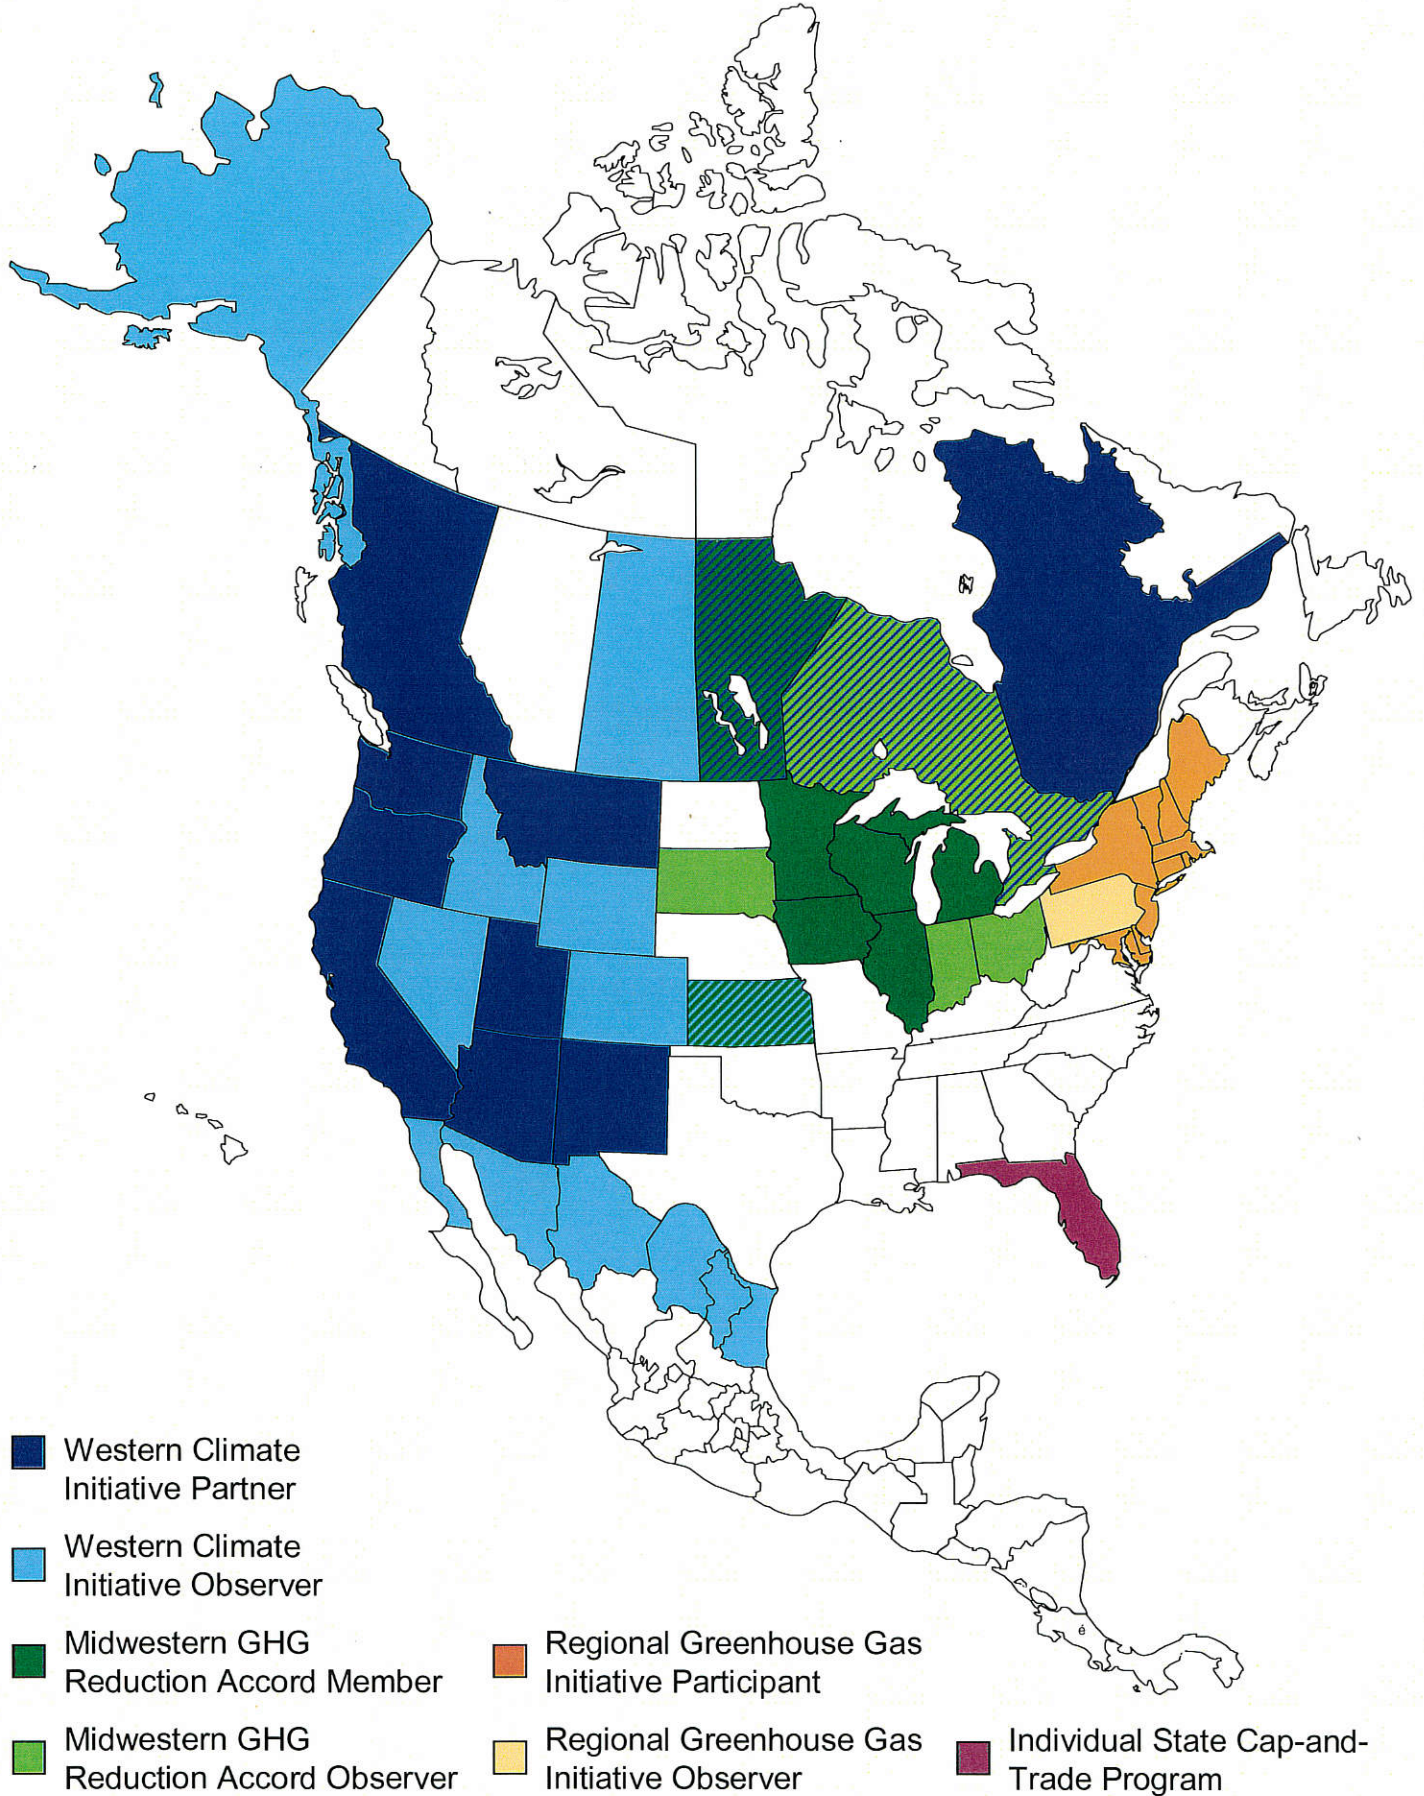 Western Climate
Initiative Partner
Western Climate
Initiative Observer
Midwestern GHG
Reduction Accord Member
Midwestern GHG
Reduction Accord Observer
Regional Greenhouse Gas
Initiative Participant
Regional Greenhouse Gas
Initiative Observer
Individual State Cap-and-
Trade Program